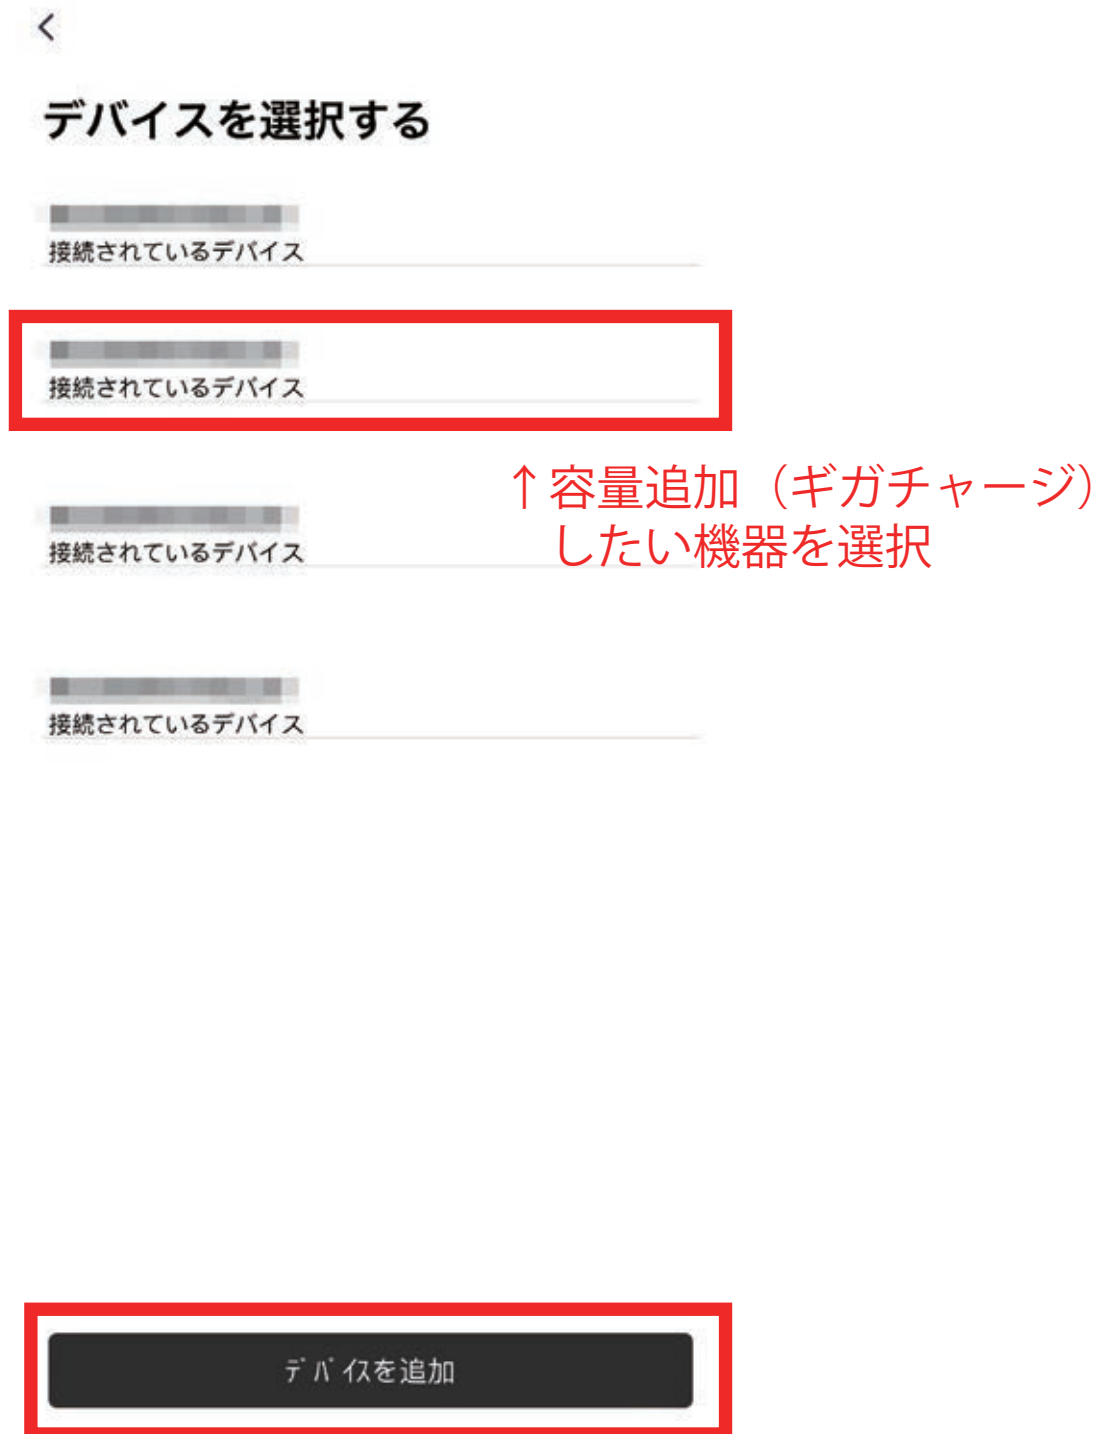 デバイスを選択する
接続されているデバイス
接続されているデバイス
↑容量追加（ギガチャージ）
したい機器を選択
接続されているデバイス
接続されているデバイス
デバイスを追加